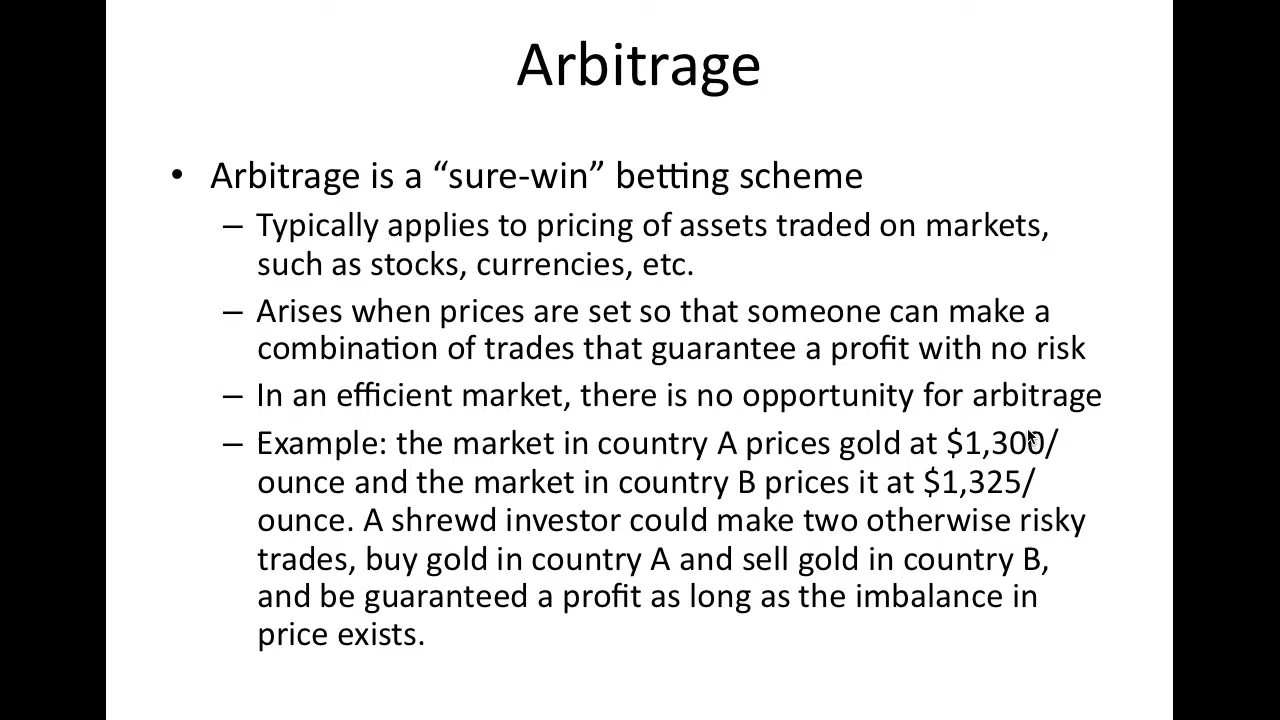 Arbitrage
• Arbitrage is a “sure-win” betting scheme
– Typically applies to pricing of assets traded on markets,
such as stocks, currencies, etc.
– Arises when prices are set so that someone can make a
combination of trades that guarantee a profit with no risk
– In an efficient market, there is no opportunity for arbitrage
– Example: the market in country A prices gold at $1,300/
ounce and the market in country B prices it at $1,325/
ounce. A shrewd investor could make two otherwise risky
trades, buy gold in country A and sell gold in country B,
and be guaranteed a profit as long as the imbalance in
price exists.